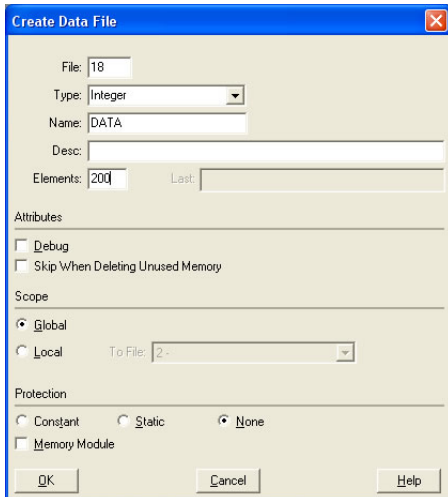 Create Data File
File: 18
Type: Integer
Name: DATA
Desc:
Elements: 200 Last:
Attributes
Debug
Skip When Deleting Unused Memory
Scope
Global
Local To File: 2 -
Protection
Constant Static None
Memory Module
OK Cancel Help